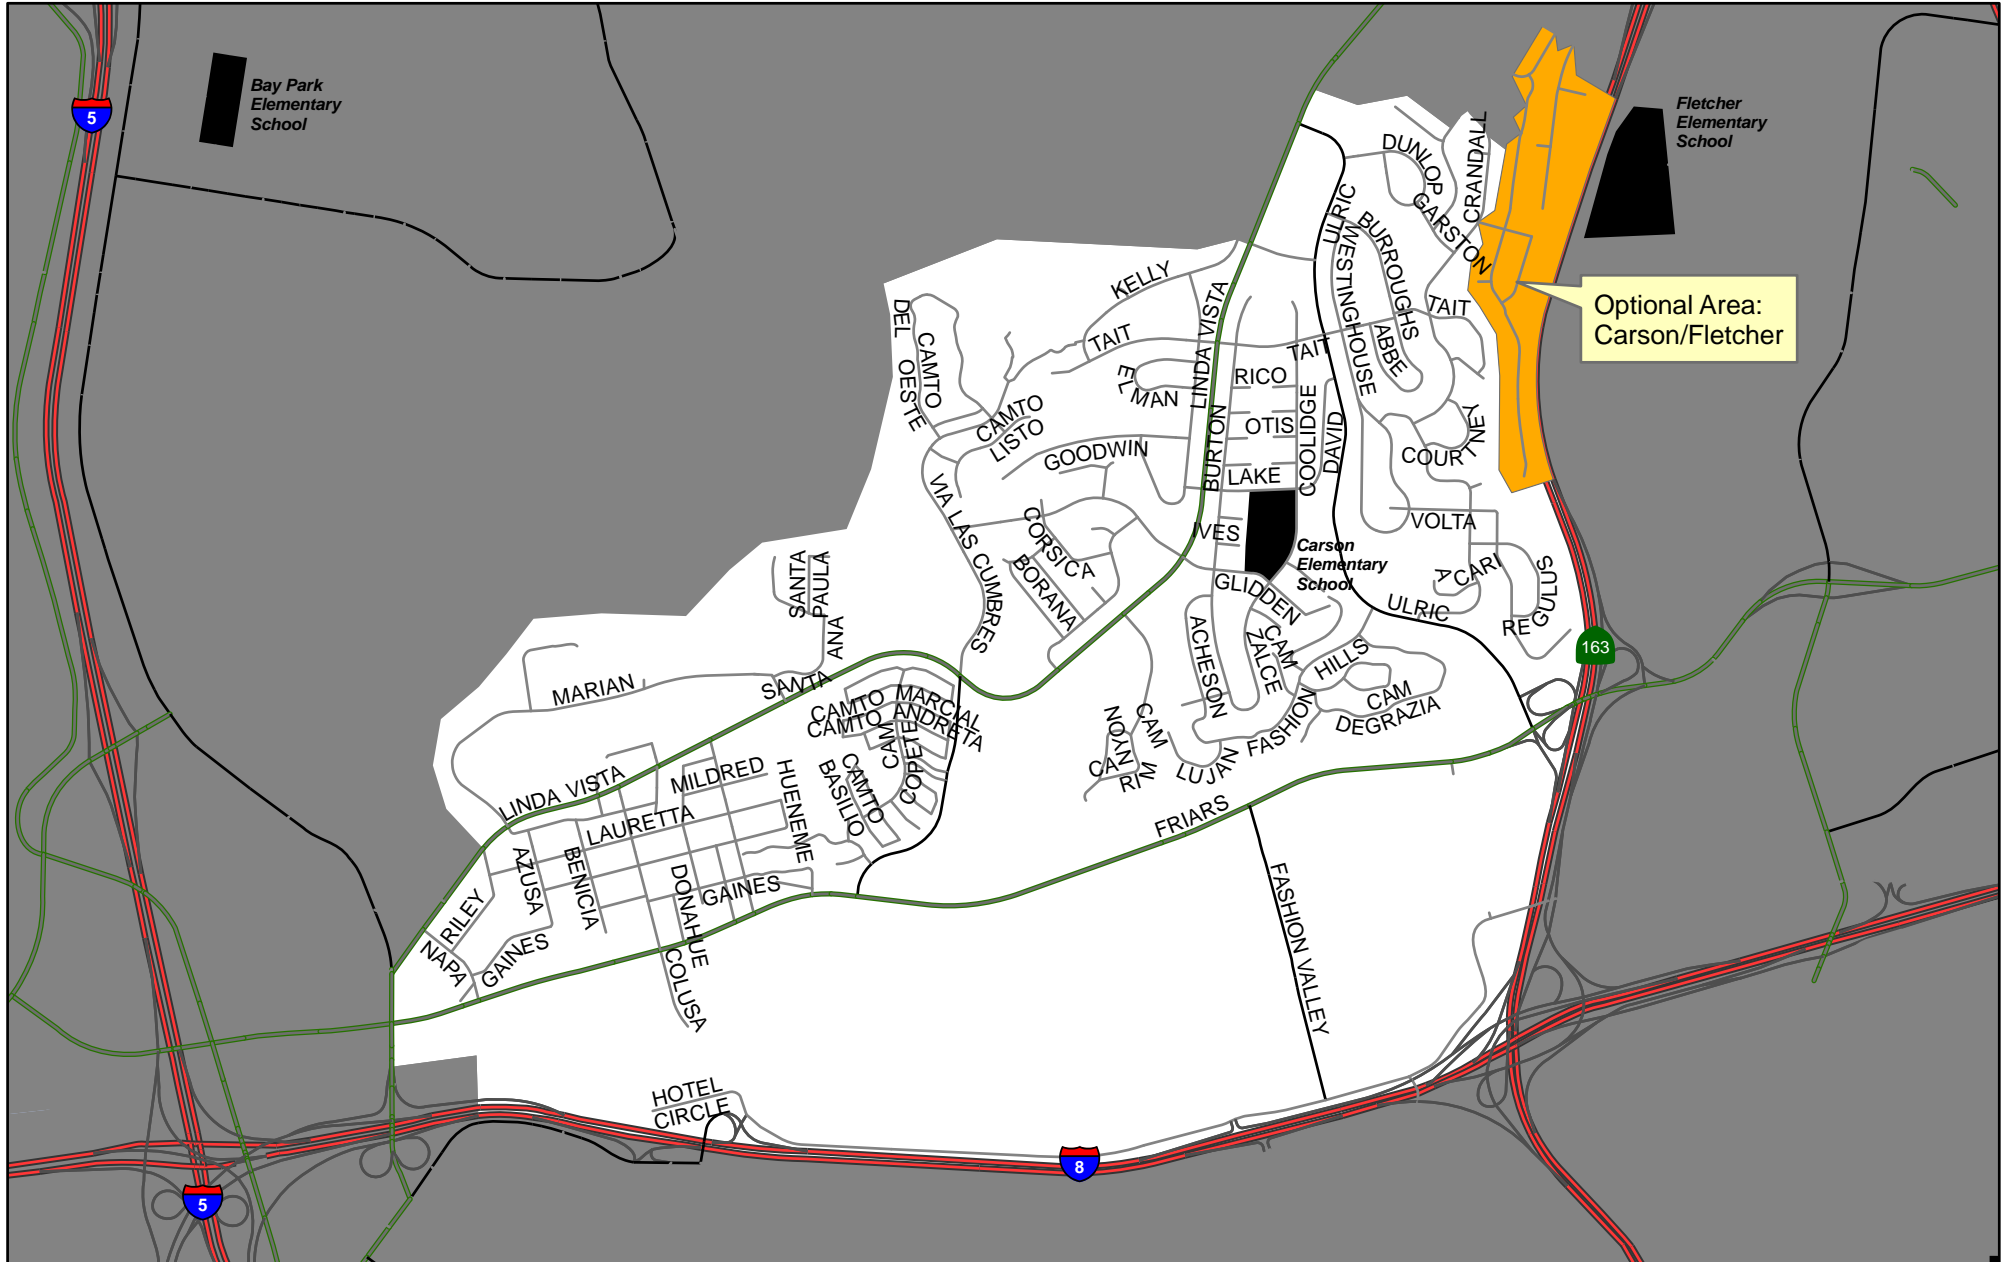 5
Bay Park
Elementary
School
Fletcher
Elementary
School
Optional Area:
Carson/Fletcher
DUNLOP
CRANDALL
GARSTON
ULRIC
BURROUGHS
WESTINGHOUSE
TAIT
ABBE
KELLY
TAIT
TAIT
LINDA VISTA
DEL OESTE
CAMTO
ELMAN
RICO
CAMTO
LISTO
OTIS
COOLIDGE
DAVID
COURTNEY
GOODWIN
BURTON
LAKE
VIA LAS CUMBRES
VOLTA
IVES
CORSICA
BORANA
Carson
Elementary
School
GLIDDEN
A
CARI
REGULUS
ULRIC
SANTA
PAULA
ANA
SANTA
ACHESON
CAM
ZALCE
HILLS
163
MARIAN
CAMTO
MARCIAL
CAMTO
ANDRETA
CAM
COPETE
CAM
DEGRAZIA
FASHION
CANYON
CAM
RIM
LUJAN
LINDA VISTA
MILDRED
HUENEME
CAMTO
BASILIO
FRIARS
LAURETTA
AZUSA
BENICIA
DONAHUE
GAINES
FASHION VALLEY
RILEY
NAPA
GAINES
COLUSA
HOTEL
CIRCLE
8
5